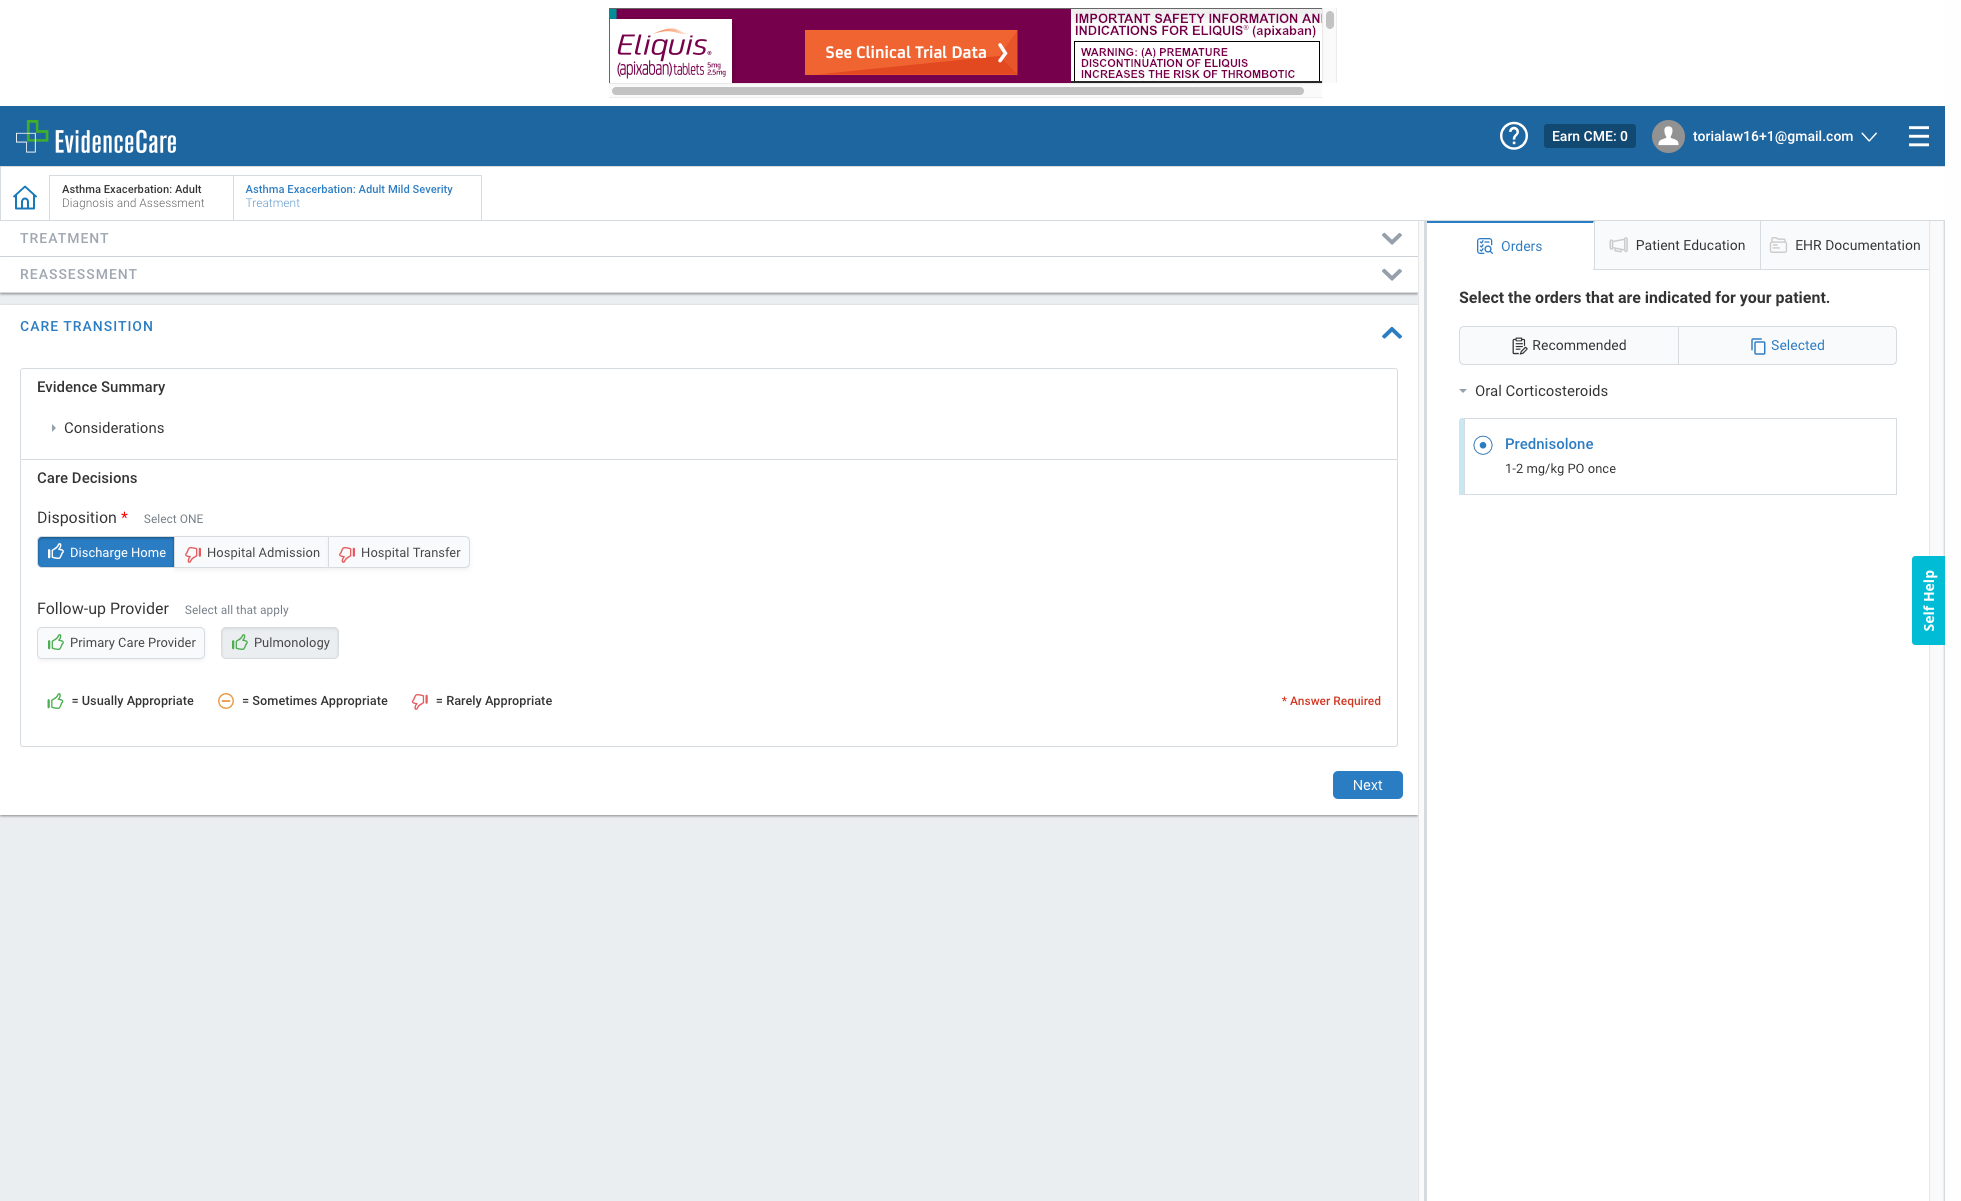 Eliquis.
(apixaban) tablets 5mg 2.5mg
See Clinical Trial Data ❯
IMPORTANT SAFETY INFORMATION AN
INDICATIONS FOR ELIQUIS® (apixaban)
WARNING: (A) PREMATURE
DISCONTINUATION OF ELIQUIS
INCREASES THE RISK OF THROMBOTIC
EvidenceCare
?
Earn CME: 0
torialaw16+1@gmail.com
Asthma Exacerbation: Adult
Diagnosis and Assessment
Asthma Exacerbation: Adult Mild Severity
Treatment
TREATMENT
REASSESSMENT
CARE TRANSITION
Evidence Summary
Considerations
Care Decisions
Disposition * Select ONE
Discharge Home
Hospital Admission
Hospital Transfer
Follow-up Provider Select all that apply
Primary Care Provider
Pulmonology
= Usually Appropriate
= Sometimes Appropriate
= Rarely Appropriate
* Answer Required
Next
Orders
Patient Education
EHR Documentation
Select the orders that are indicated for your patient.
Recommended
Selected
Oral Corticosteroids
Prednisolone
1-2 mg/kg PO once
Self Help